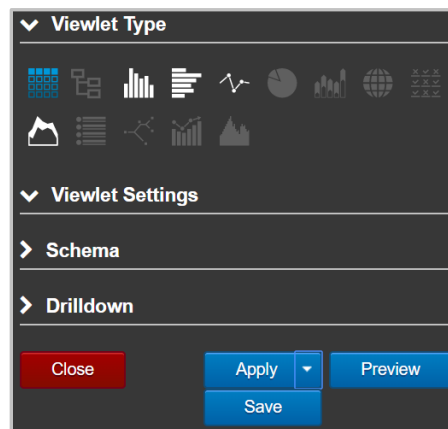 Viewlet Type
Viewlet Settings
Schema
Drilldown
Close
Apply
Preview
Save